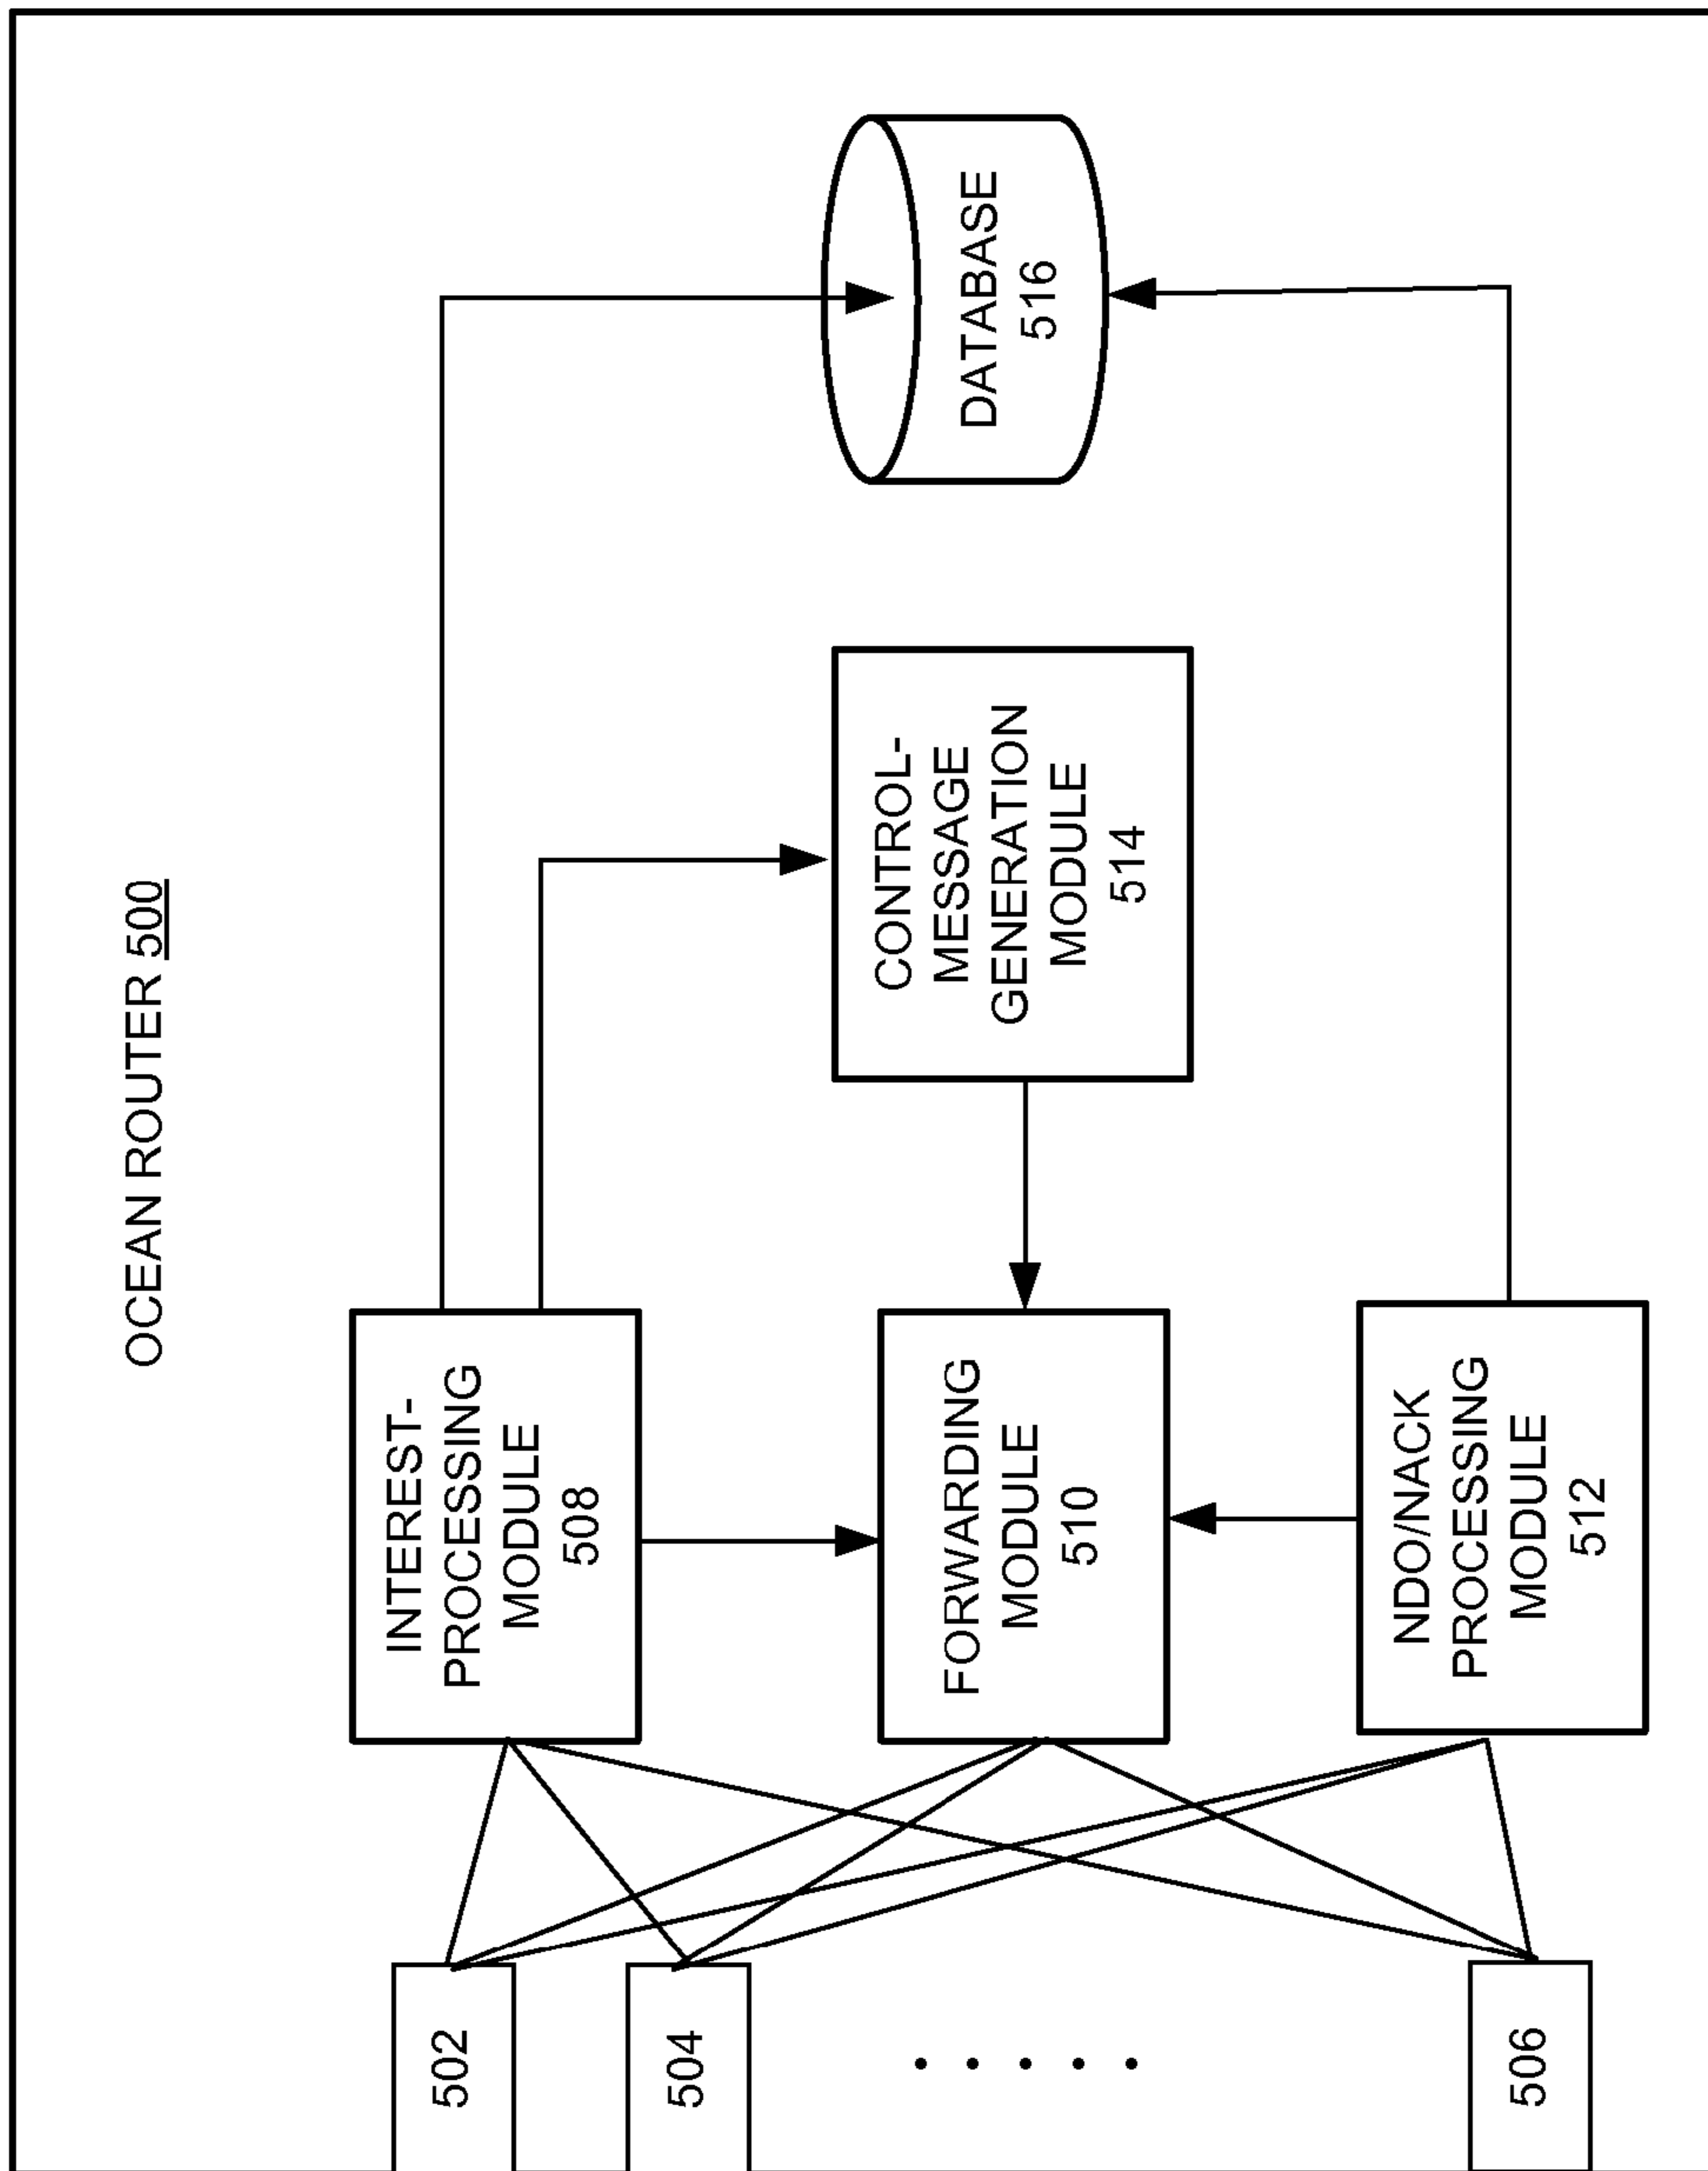 OCEAN ROUTER 500
502
504
506
INTEREST-
PROCESSING
MODULE
508
FORWARDING
MODULE
510
NDO/NACK
PROCESSING
MODULE
512
CONTROL-
MESSAGE
GENERATION
MODULE
514
DATABASE
516